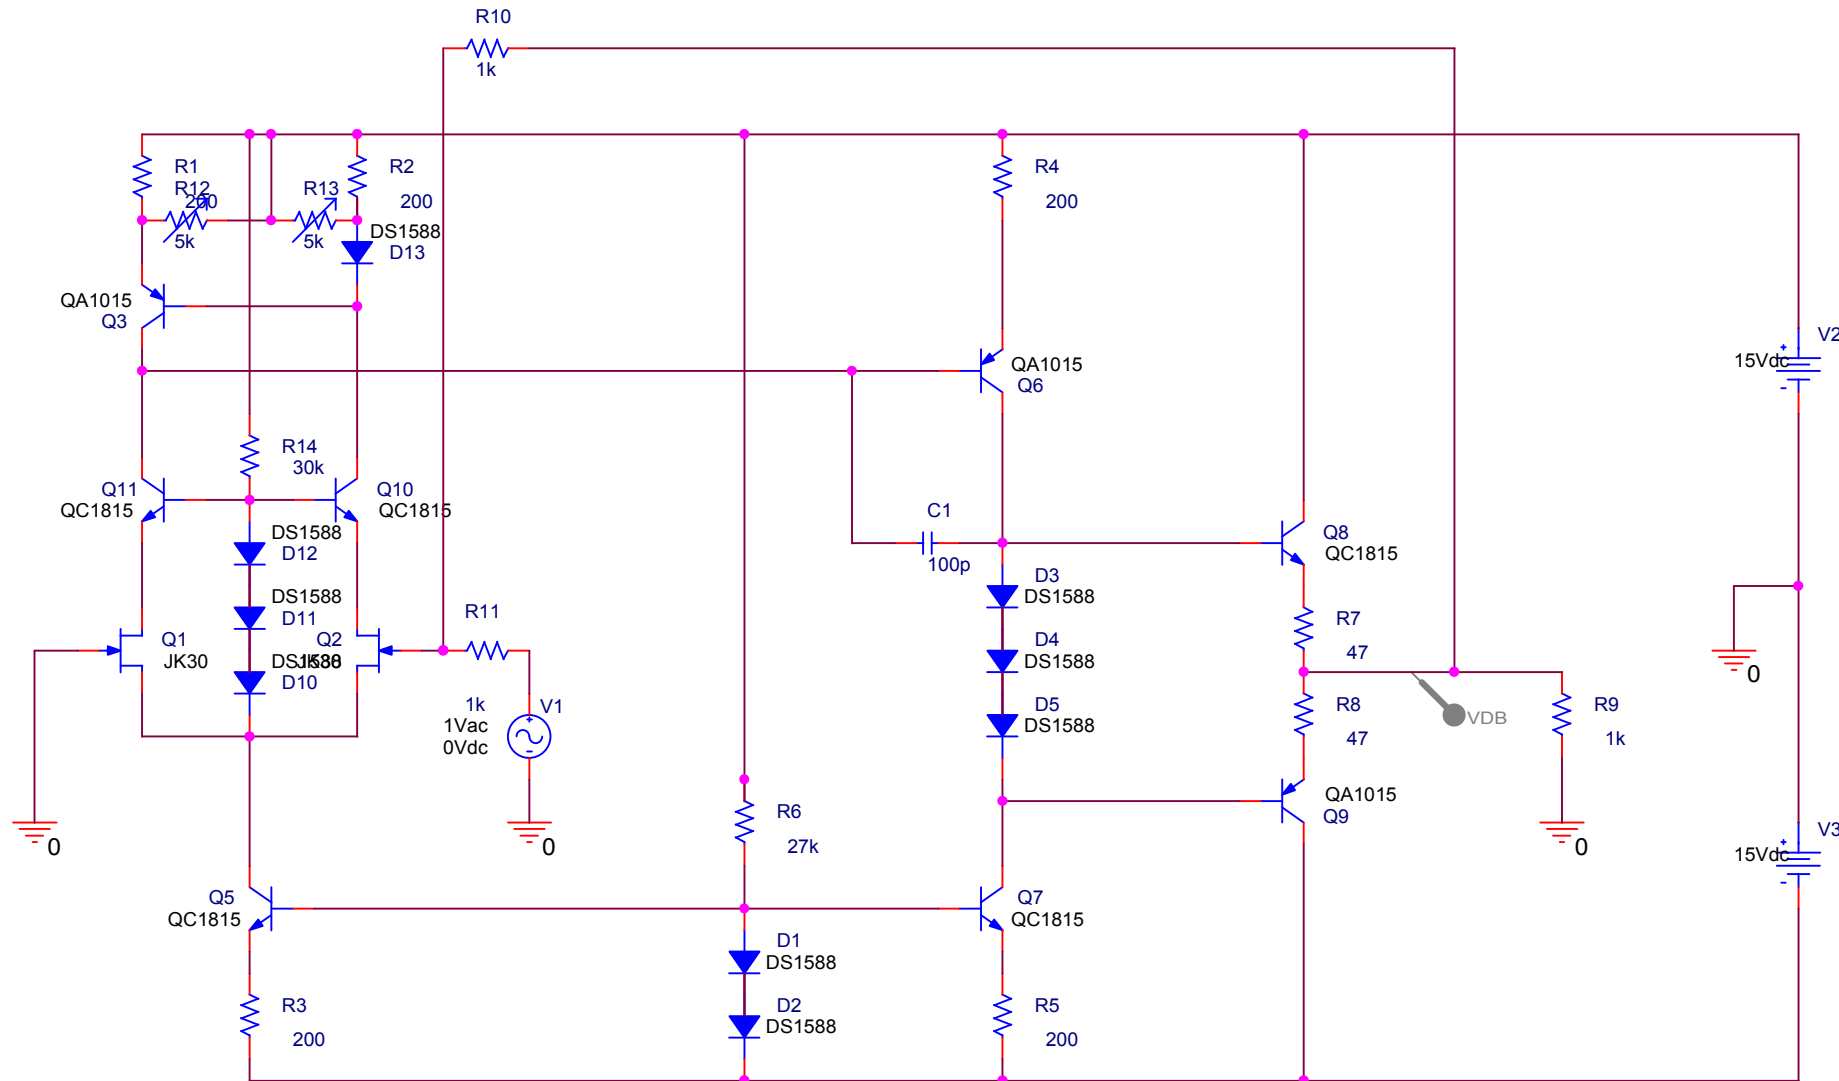 R10
1k
R1
R12
200
5k
R13
5k
R2
200
DS1588
D13
R4
200
QA1015
Q3
QA1015
Q6
V2
15Vdc
+
-
R14
30k
Q11
QC1815
Q10
QC1815
DS1588
D12
DS1588
D11
DS1588
D10
C1
100p
Q8
QC1815
D3
DS1588
D4
DS1588
D5
DS1588
R11
1k
Q1
JK30
Q2
JK30
R7
47
R8
47
0
VDB
R9
1k
V1
1Vac
0Vdc
+
-
QA1015
Q9
R6
27k
0
0
0
V3
15Vdc
+
-
Q5
QC1815
Q7
QC1815
D1
DS1588
D2
DS1588
R3
200
R5
200